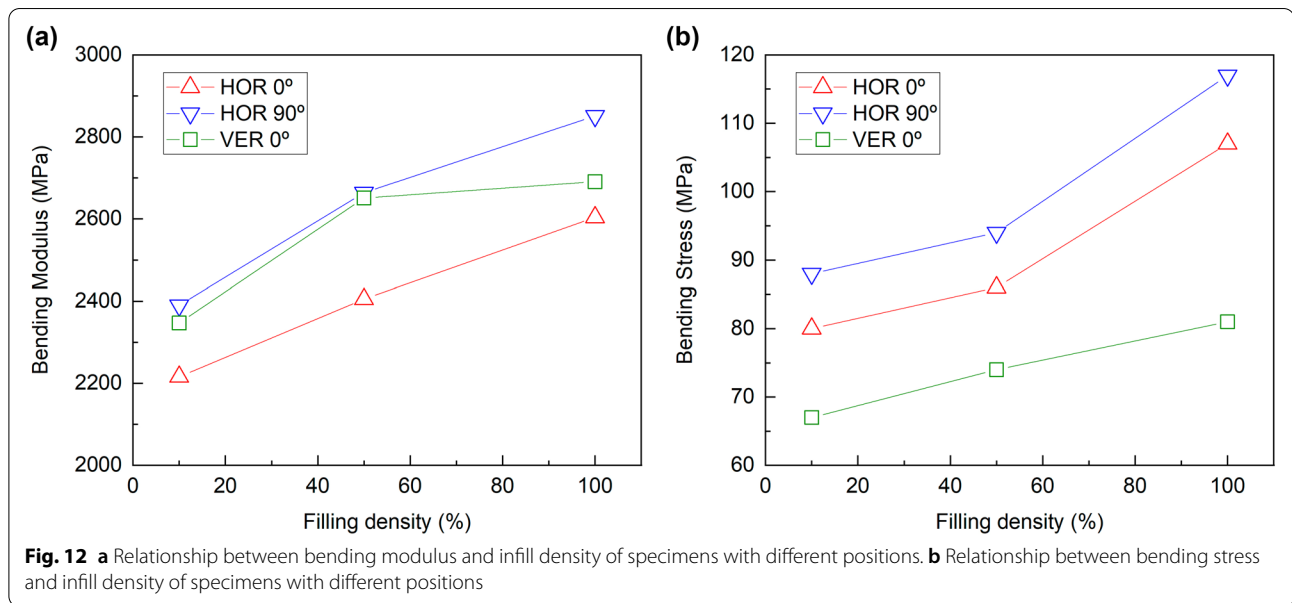 (a)
3000
2800
2600
2400
2200
2000
Bending Modulus (MPa)
HOR 0º
HOR 90º
VER 0º
0 20 40 60 80 100
Filling density (%)
(b)
120
110
100
90
80
70
60
Bending Stress (MPa)
HOR 0º
HOR 90º
VER 0º
0 20 40 60 80 100
Filling density (%)
Fig. 12 a Relationship between bending modulus and infill density of specimens with different positions. b Relationship between bending stress
and infill density of specimens with different positions